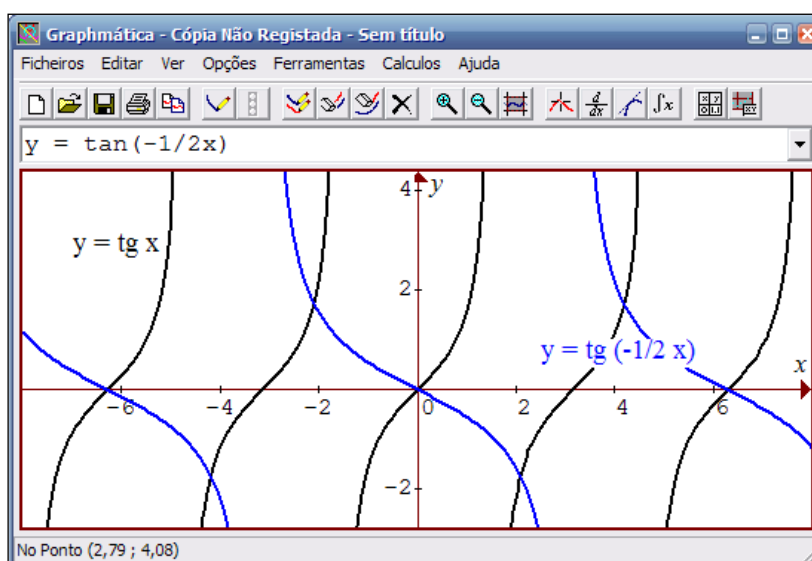 Graphmática - Cópia Não Registada - Sem título
Ficheiros Editar Ver Opções Ferramentas Calculos Ajuda
d/dx ∫x
y = tan(-1/2x)
4 y
y = tg x
2
y = tg (-1/2 x)
x
-6 -4 -2 0 2 4 6
-2
No Ponto (2,79 ; 4,08)